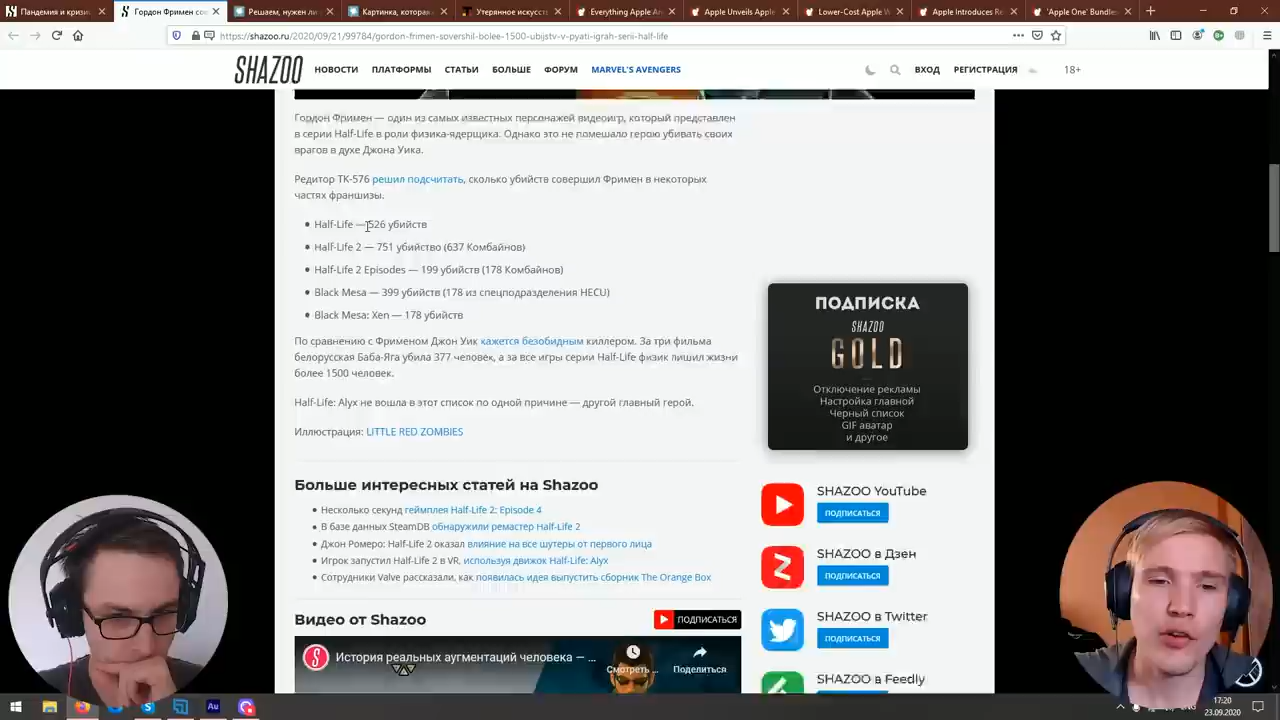 Пандемия и кризи
Гордон Фримен сов
Решаем, нужен ли
Картинка, которая
Утерянное искусст
Everything Apple An
Apple Unveils Apple
Lower-Cost Apple W
Apple Introduces Re
'Apple One' Bundle
https://shazoo.ru/2020/09/21/99784/gordon-frimen-sovershil-bolee-1500-ubijstv-v-pyati-igrah-serii-half-life
SHAZOO НОВОСТИ ПЛАТФОРМЫ СТАТЬИ БОЛЬШЕ ФОРУМ MARVEL'S AVENGERS ВХОД РЕГИСТРАЦИЯ 18+
Гордон Фримен — один из самых известных персонажей видеоигр, который представлен
в серии Half-Life в роли физика-ядерщика. Однако это не помешало герою убивать своих
врагов в духе Джона Уика.
Редитор TK-576 решил подсчитать, сколько убийств совершил Фримен в некоторых
частях франшизы.
Half-Life — 526 убийств
Half-Life 2 — 751 убийство (637 Комбайнов)
Half-Life 2 Episodes — 199 убийств (178 Комбайнов)
Black Mesa — 399 убийств (178 из спецподразделения HECU)
Black Mesa: Xen — 178 убийств
По сравнению с Фрименом Джон Уик кажется безобидным киллером. За три фильма
белорусская Баба-Яга убила 377 человек, а за все игры серии Half-Life физик лишил жизни
более 1500 человек.
Half-Life: Alyx не вошла в этот список по одной причине — другой главный герой.
Иллюстрация: LITTLE RED ZOMBIES
ПОДПИСКА
SHAZOO
GOLD
Отключение рекламы
Настройка главной
Черный список
GIF аватар
и другое
Больше интересных статей на Shazoo
Несколько секунд геймплея Half-Life 2: Episode 4
В базе данных SteamDB обнаружили ремастер Half-Life 2
Джон Ромеро: Half-Life 2 оказал влияние на все шутеры от первого лица
Игрок запустил Half-Life 2 в VR, используя движок Half-Life: Alyx
Сотрудники Valve рассказали, как появилась идея выпустить сборник The Orange Box
Видео от Shazoo
ПОДПИСАТЬСЯ
История реальных аугментаций человека — ...
Смотреть ...
Поделиться
SHAZOO YouTube
ПОДПИСАТЬСЯ
SHAZOO в Дзен
ПОДПИСАТЬСЯ
SHAZOO в Twitter
ПОДПИСАТЬСЯ
SHAZOO в Feedly
Au
17:20
23.09.2020